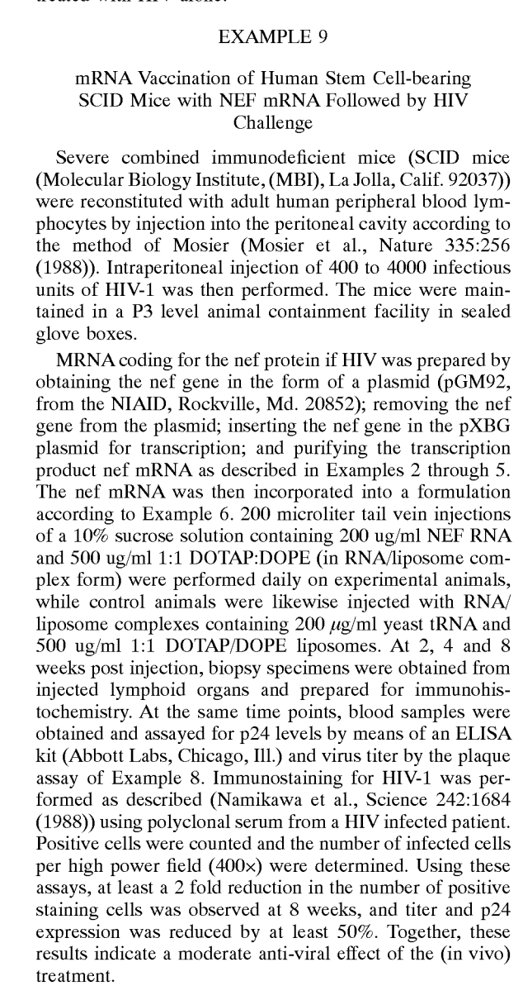 treated with HIV alone.
EXAMPLE 9
mRNA Vaccination of Human Stem Cell-bearing
SCID Mice with NEF mRNA Followed by HIV
Challenge
Severe combined immunodeficient mice (SCID mice
(Molecular Biology Institute, (MBI), La Jolla, Calif. 92037))
were reconstituted with adult human peripheral blood lym-
phocytes by injection into the peritoneal cavity according to
the method of Mosier (Mosier et al., Nature 335:256
(1988)). Intraperitoneal injection of 400 to 4000 infectious
units of HIV-1 was then performed. The mice were main-
tained in a P3 level animal containment facility in sealed
glove boxes.
MRNA coding for the nef protein if HIV was prepared by
obtaining the nef gene in the form of a plasmid (pGM92,
from the NIAID, Rockville, Md. 20852); removing the nef
gene from the plasmid; inserting the nef gene in the pXBG
plasmid for transcription; and purifying the transcription
product nef mRNA as described in Examples 2 through 5.
The nef mRNA was then incorporated into a formulation
according to Example 6. 200 microliter tail vein injections
of a 10% sucrose solution containing 200 ug/ml NEF RNA
and 500 ug/ml 1:1 DOTAP:DOPE (in RNA/liposome com-
plex form) were performed daily on experimental animals,
while control animals were likewise injected with RNA/
liposome complexes containing 200 μg/ml yeast tRNA and
500 ug/ml 1:1 DOTAP/DOPE liposomes. At 2, 4 and 8
weeks post injection, biopsy specimens were obtained from
injected lymphoid organs and prepared for immunohis-
tochemistry. At the same time points, blood samples were
obtained and assayed for p24 levels by means of an ELISA
kit (Abbott Labs, Chicago, Ill.) and virus titer by the plaque
assay of Example 8. Immunostaining for HIV-1 was per-
formed as described (Namikawa et al., Science 242:1684
(1988)) using polyclonal serum from a HIV infected patient.
Positive cells were counted and the number of infected cells
per high power field (400×) were determined. Using these
assays, at least a 2 fold reduction in the number of positive
staining cells was observed at 8 weeks, and titer and p24
expression was reduced by at least 50%. Together, these
results indicate a moderate anti-viral effect of the (in vivo)
treatment.